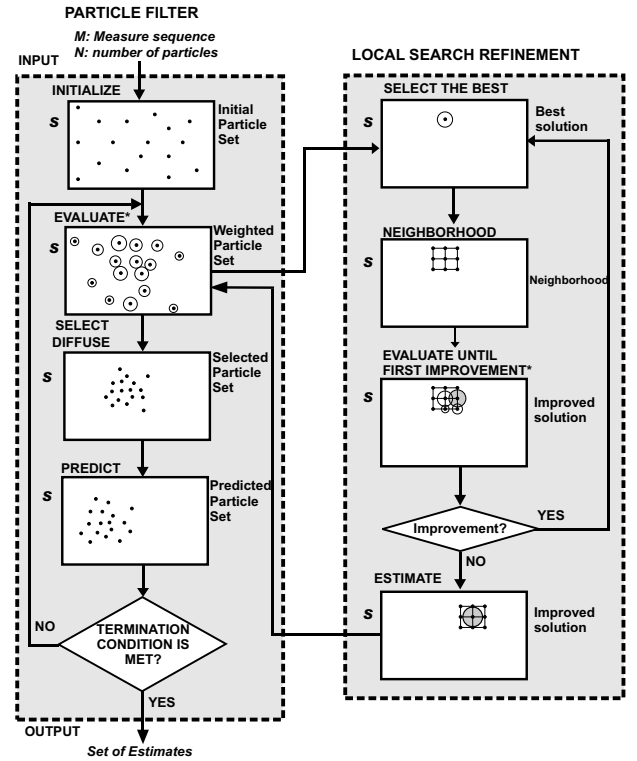 PARTICLE FILTER
M: Measure sequence
N: number of particles
INPUT
INITIALIZE
S
Initial
Particle
Set
EVALUATE*
S
Weighted
Particle
Set
SELECT
DIFFUSE
S
Selected
Particle
Set
PREDICT
S
Predicted
Particle
Set
NO
TERMINATION
CONDITION IS
MET?
YES
OUTPUT
Set of Estimates
LOCAL SEARCH REFINEMENT
SELECT THE BEST
S
Best
solution
NEIGHBORHOOD
S
Neighborhood
EVALUATE UNTIL
FIRST IMPROVEMENT*
S
Improved
solution
Improvement?
YES
NO
ESTIMATE
S
Improved
solution